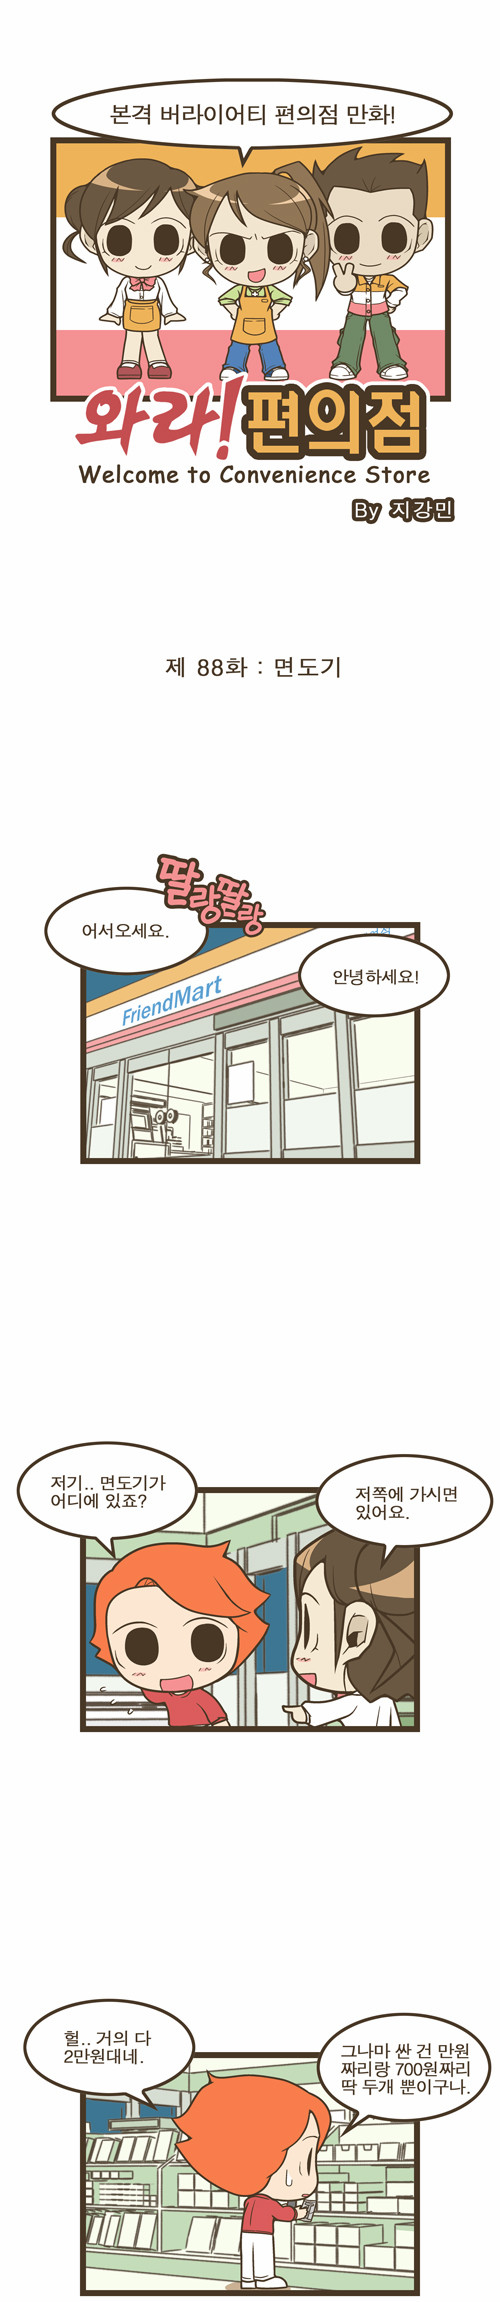 본격 버라이어티 편의점 만화!
와라! 편의점
Welcome to Convenience Store
By 지강민
제 88화 : 면도기
딸랑딸랑
어서오세요.
안녕하세요!
FriendMart
저기.. 면도기가
어디에 있죠?
저쪽에 가시면
있어요.
헐.. 거의 다
2만원대네.
그나마 싼 건 만원
짜리랑 700원짜리
딱 두개 뿐이구나.